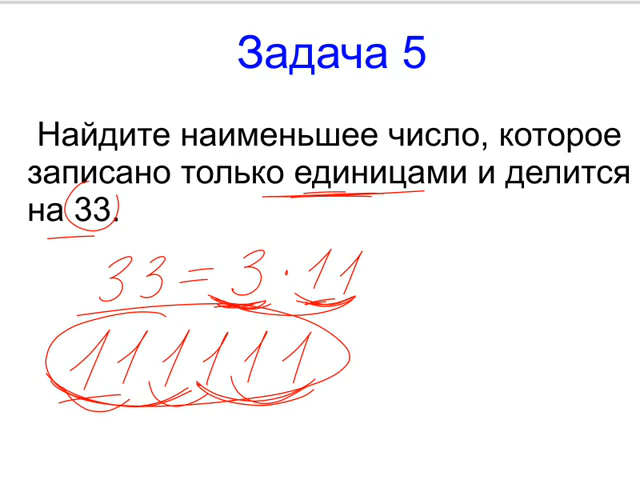 Задача 5
Найдите наименьшее число, которое
записано только единицами и делится
на 33.
33 = 3 · 11
111111